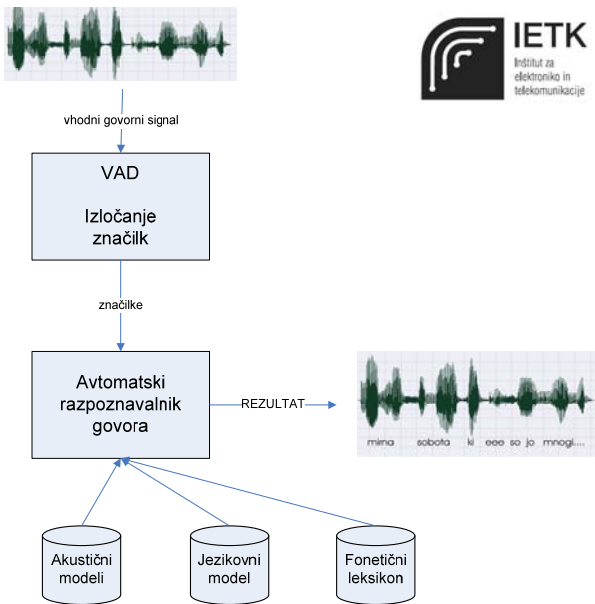 IETK
Inštitut za
elektroniko in
telekomunikacije
vhodni govorni signal
VAD
Izločanje
značilk
značilke
Avtomatski
razpoznavalnik
govora
REZULTAT
mima sobota ki eee so jo mnogi....
Akustični
modeli
Jezikovni
model
Fonetični
leksikon